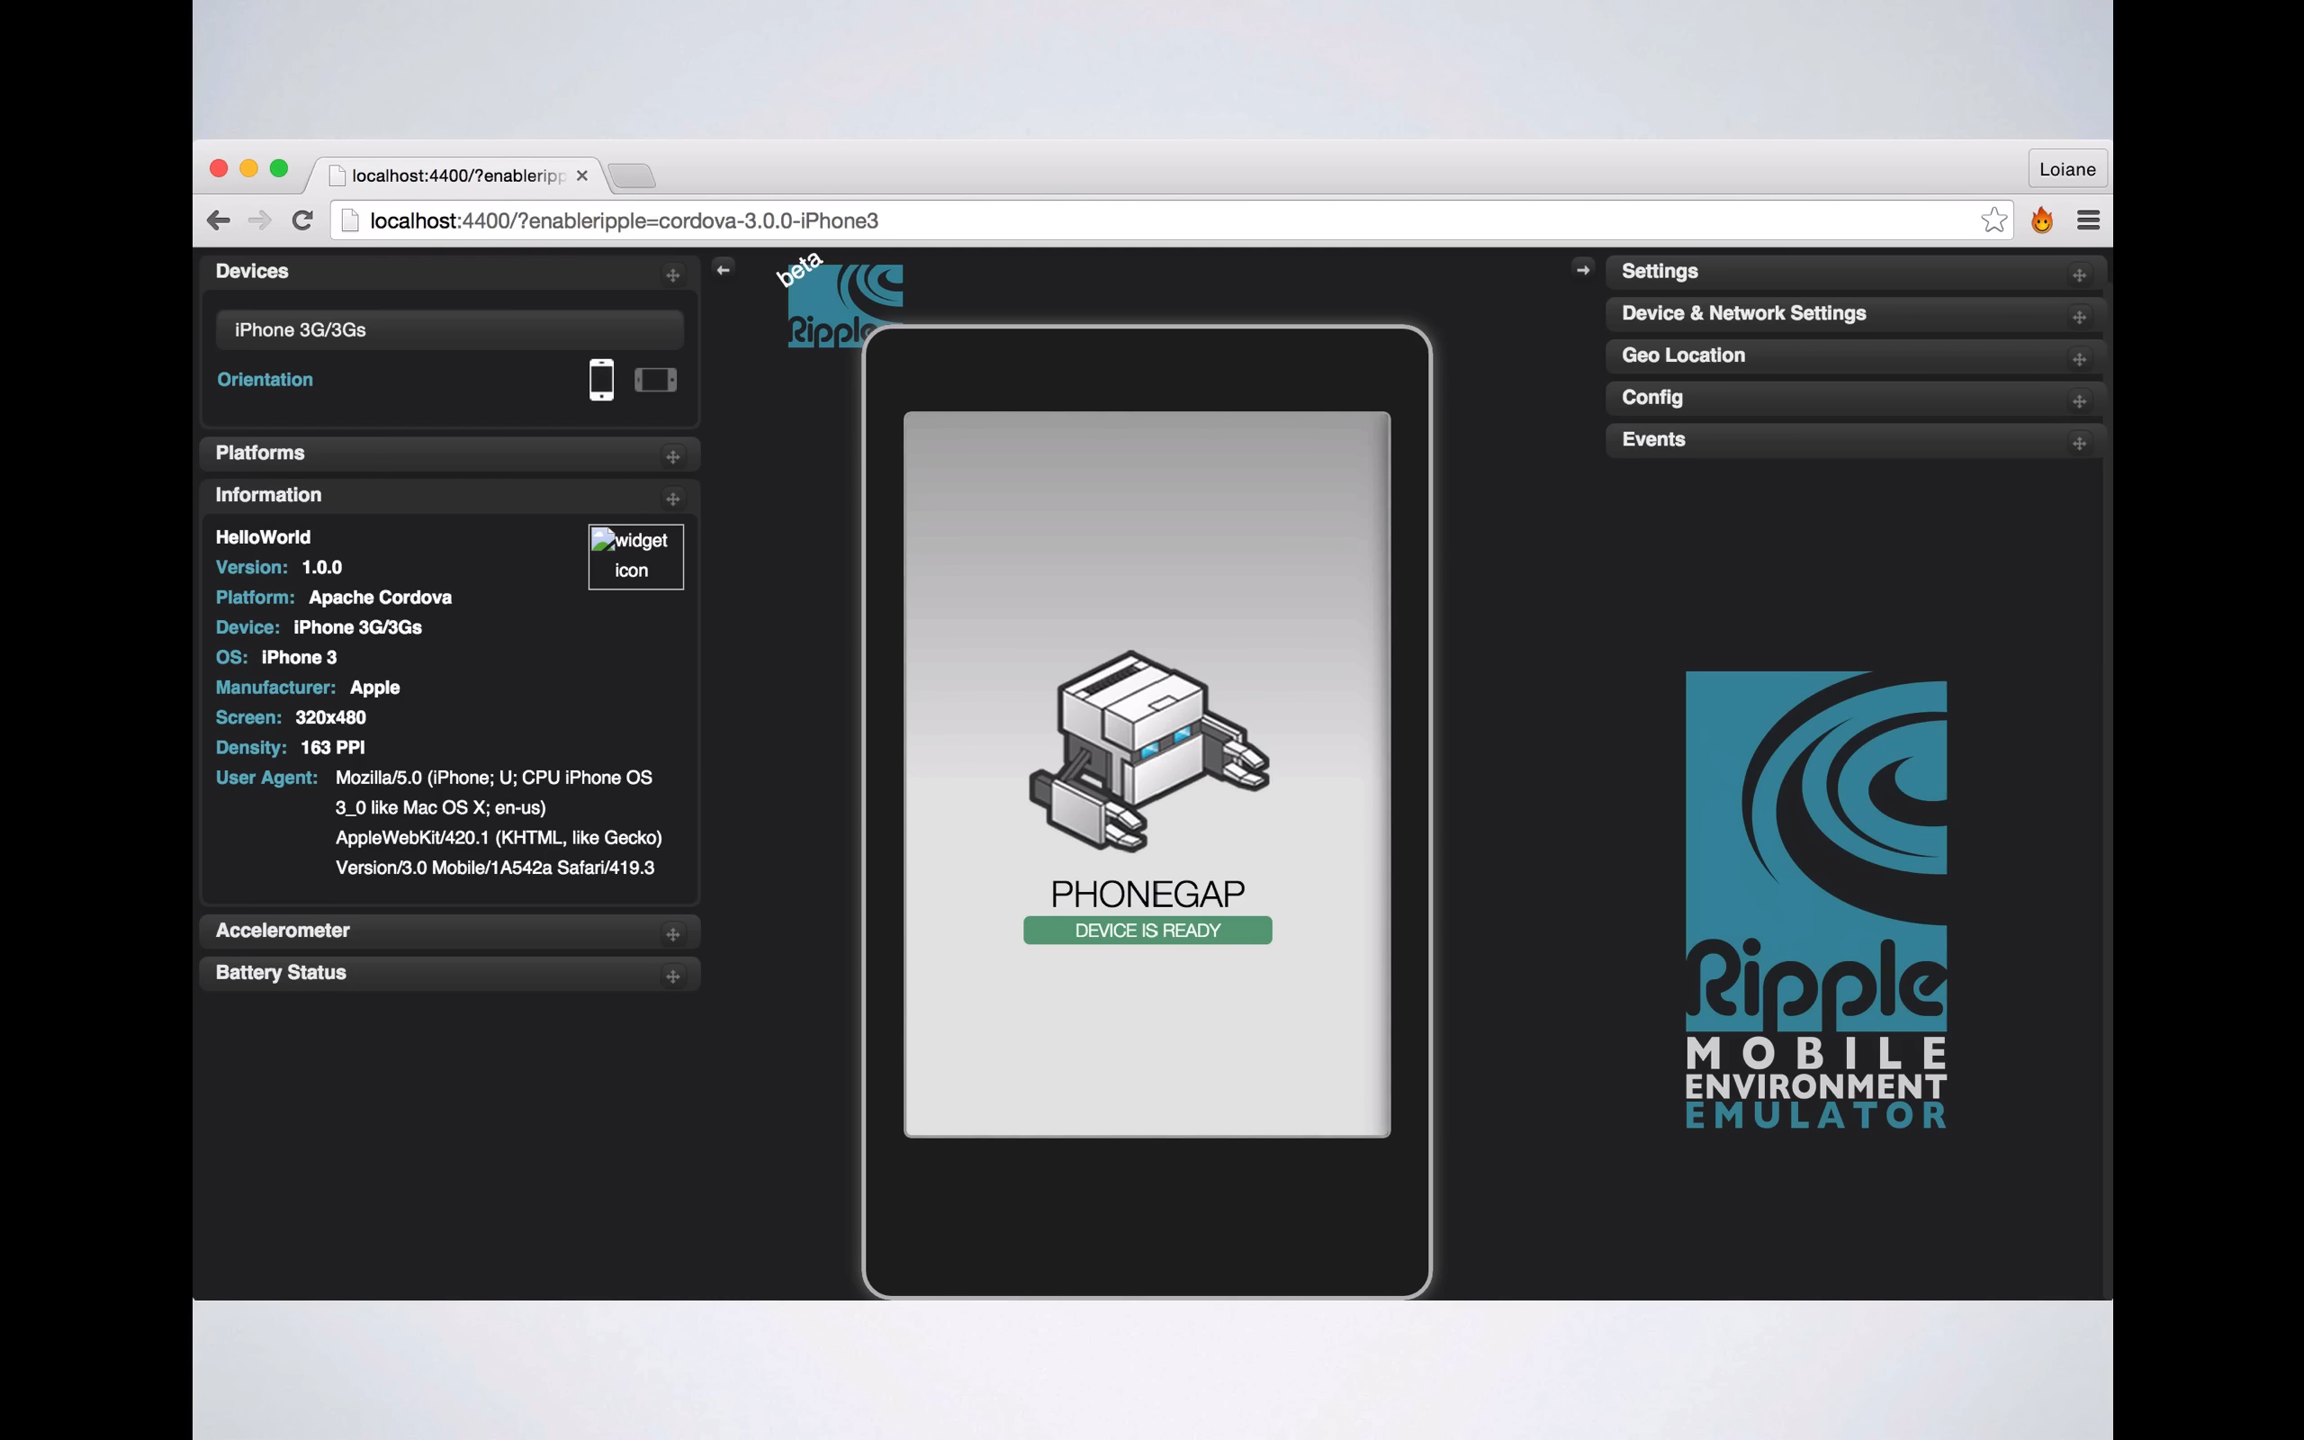 localhost:4400/?enableripp
Loiane
localhost:4400/?enableripple=cordova-3.0.0-iPhone3
Devices
iPhone 3G/3Gs
Orientation
Platforms
Information
HelloWorld
widget
icon
Version: 1.0.0
Platform: Apache Cordova
Device: iPhone 3G/3Gs
OS: iPhone 3
Manufacturer: Apple
Screen: 320x480
Density: 163 PPI
User Agent: Mozilla/5.0 (iPhone; U; CPU iPhone OS
3_0 like Mac OS X; en-us)
AppleWebKit/420.1 (KHTML, like Gecko)
Version/3.0 Mobile/1A542a Safari/419.3
Accelerometer
Battery Status
beta
Ripple
PHONEGAP
DEVICE IS READY
Settings
Device & Network Settings
Geo Location
Config
Events
Ripple
MOBILE
ENVIRONMENT
EMULATOR